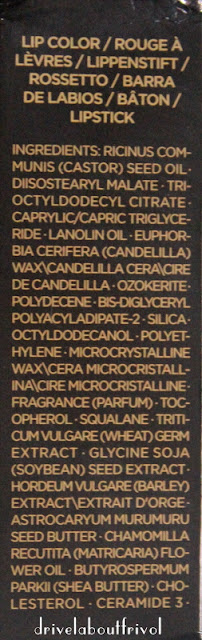 LIP COLOR / ROUGE À
LÈVRES / LIPPENSTIFT /
ROSSETTO / BARRA
DE LABIOS / BÂTON /
LIPSTICK
INGREDIENTS: RICINUS COM-
MUNIS (CASTOR) SEED OIL ·
DIISOSTEARYL MALATE · TRI-
OCTYLDODECYL CITRATE ·
CAPRYLIC/CAPRIC TRIGLYCE-
RIDE · LANOLIN OIL · EUPHOR-
BIA CERIFERA (CANDELILLA)
WAX\CANDELILLA CERA\CIRE
DE CANDELILLA · OZOKERITE ·
POLYDECENE · BIS-DIGLYCERYL
POLYACYLADIPATE-2 · SILICA ·
OCTYLDODECANOL · POLYET-
HYLENE · MICROCRYSTALLINE
WAX\CERA MICROCRISTALL-
INA\CIRE MICROCRISTALLINE ·
FRAGRANCE (PARFUM) · TOC-
OPHEROL · SQUALANE · TRITI-
CUM VULGARE (WHEAT) GERM
EXTRACT · GLYCINE SOJA
(SOYBEAN) SEED EXTRACT ·
HORDEUM VULGARE (BARLEY)
EXTRACT\EXTRAIT D'ORGE ·
ASTROCARYUM MURUMURU
SEED BUTTER · CHAMOMILLA
RECUTITA (MATRICARIA) FLO-
WER OIL · BUTYROSPERMUM
PARKII (SHEA BUTTER) · CHO-
LESTEROL · CERAMIDE 3 ·
drivelaboutfrivol